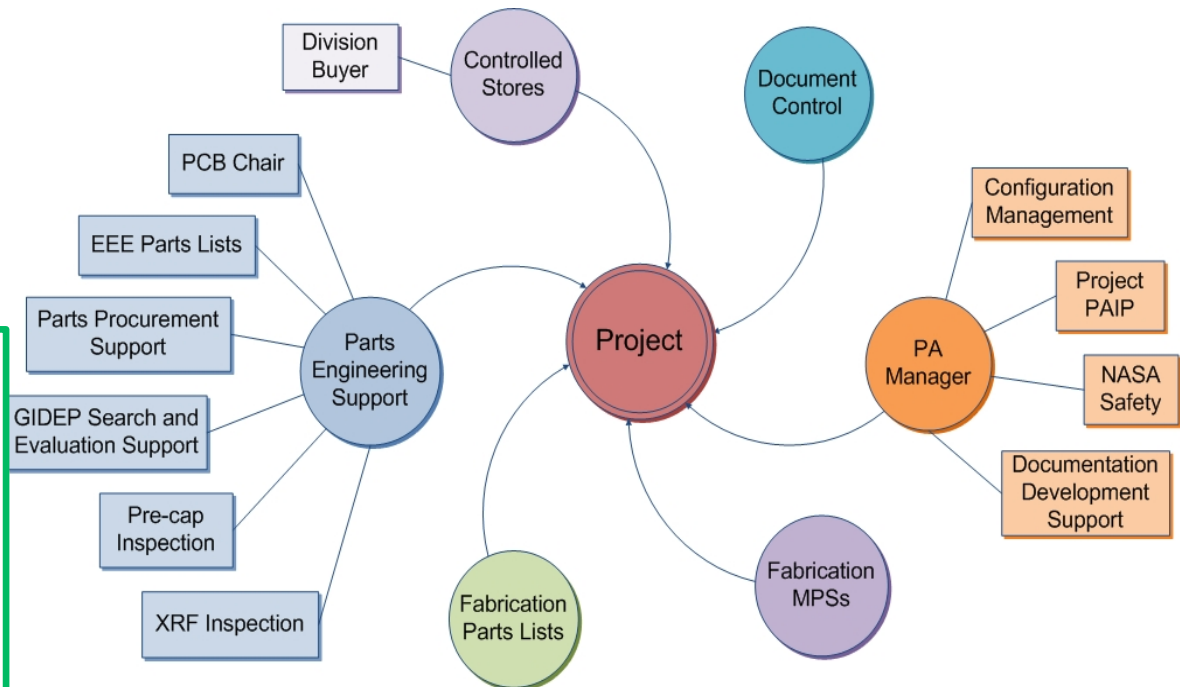 Division
Buyer
Controlled
Stores
Document
Control
PCB Chair
EEE Parts Lists
Parts Procurement
Support
GIDEP Search and
Evaluation Support
Pre-cap
Inspection
XRF Inspection
Parts
Engineering
Support
Project
PA
Manager
Configuration
Management
Project
PAIP
NASA
Safety
Documentation
Development
Support
Fabrication
Parts Lists
Fabrication
MPSs